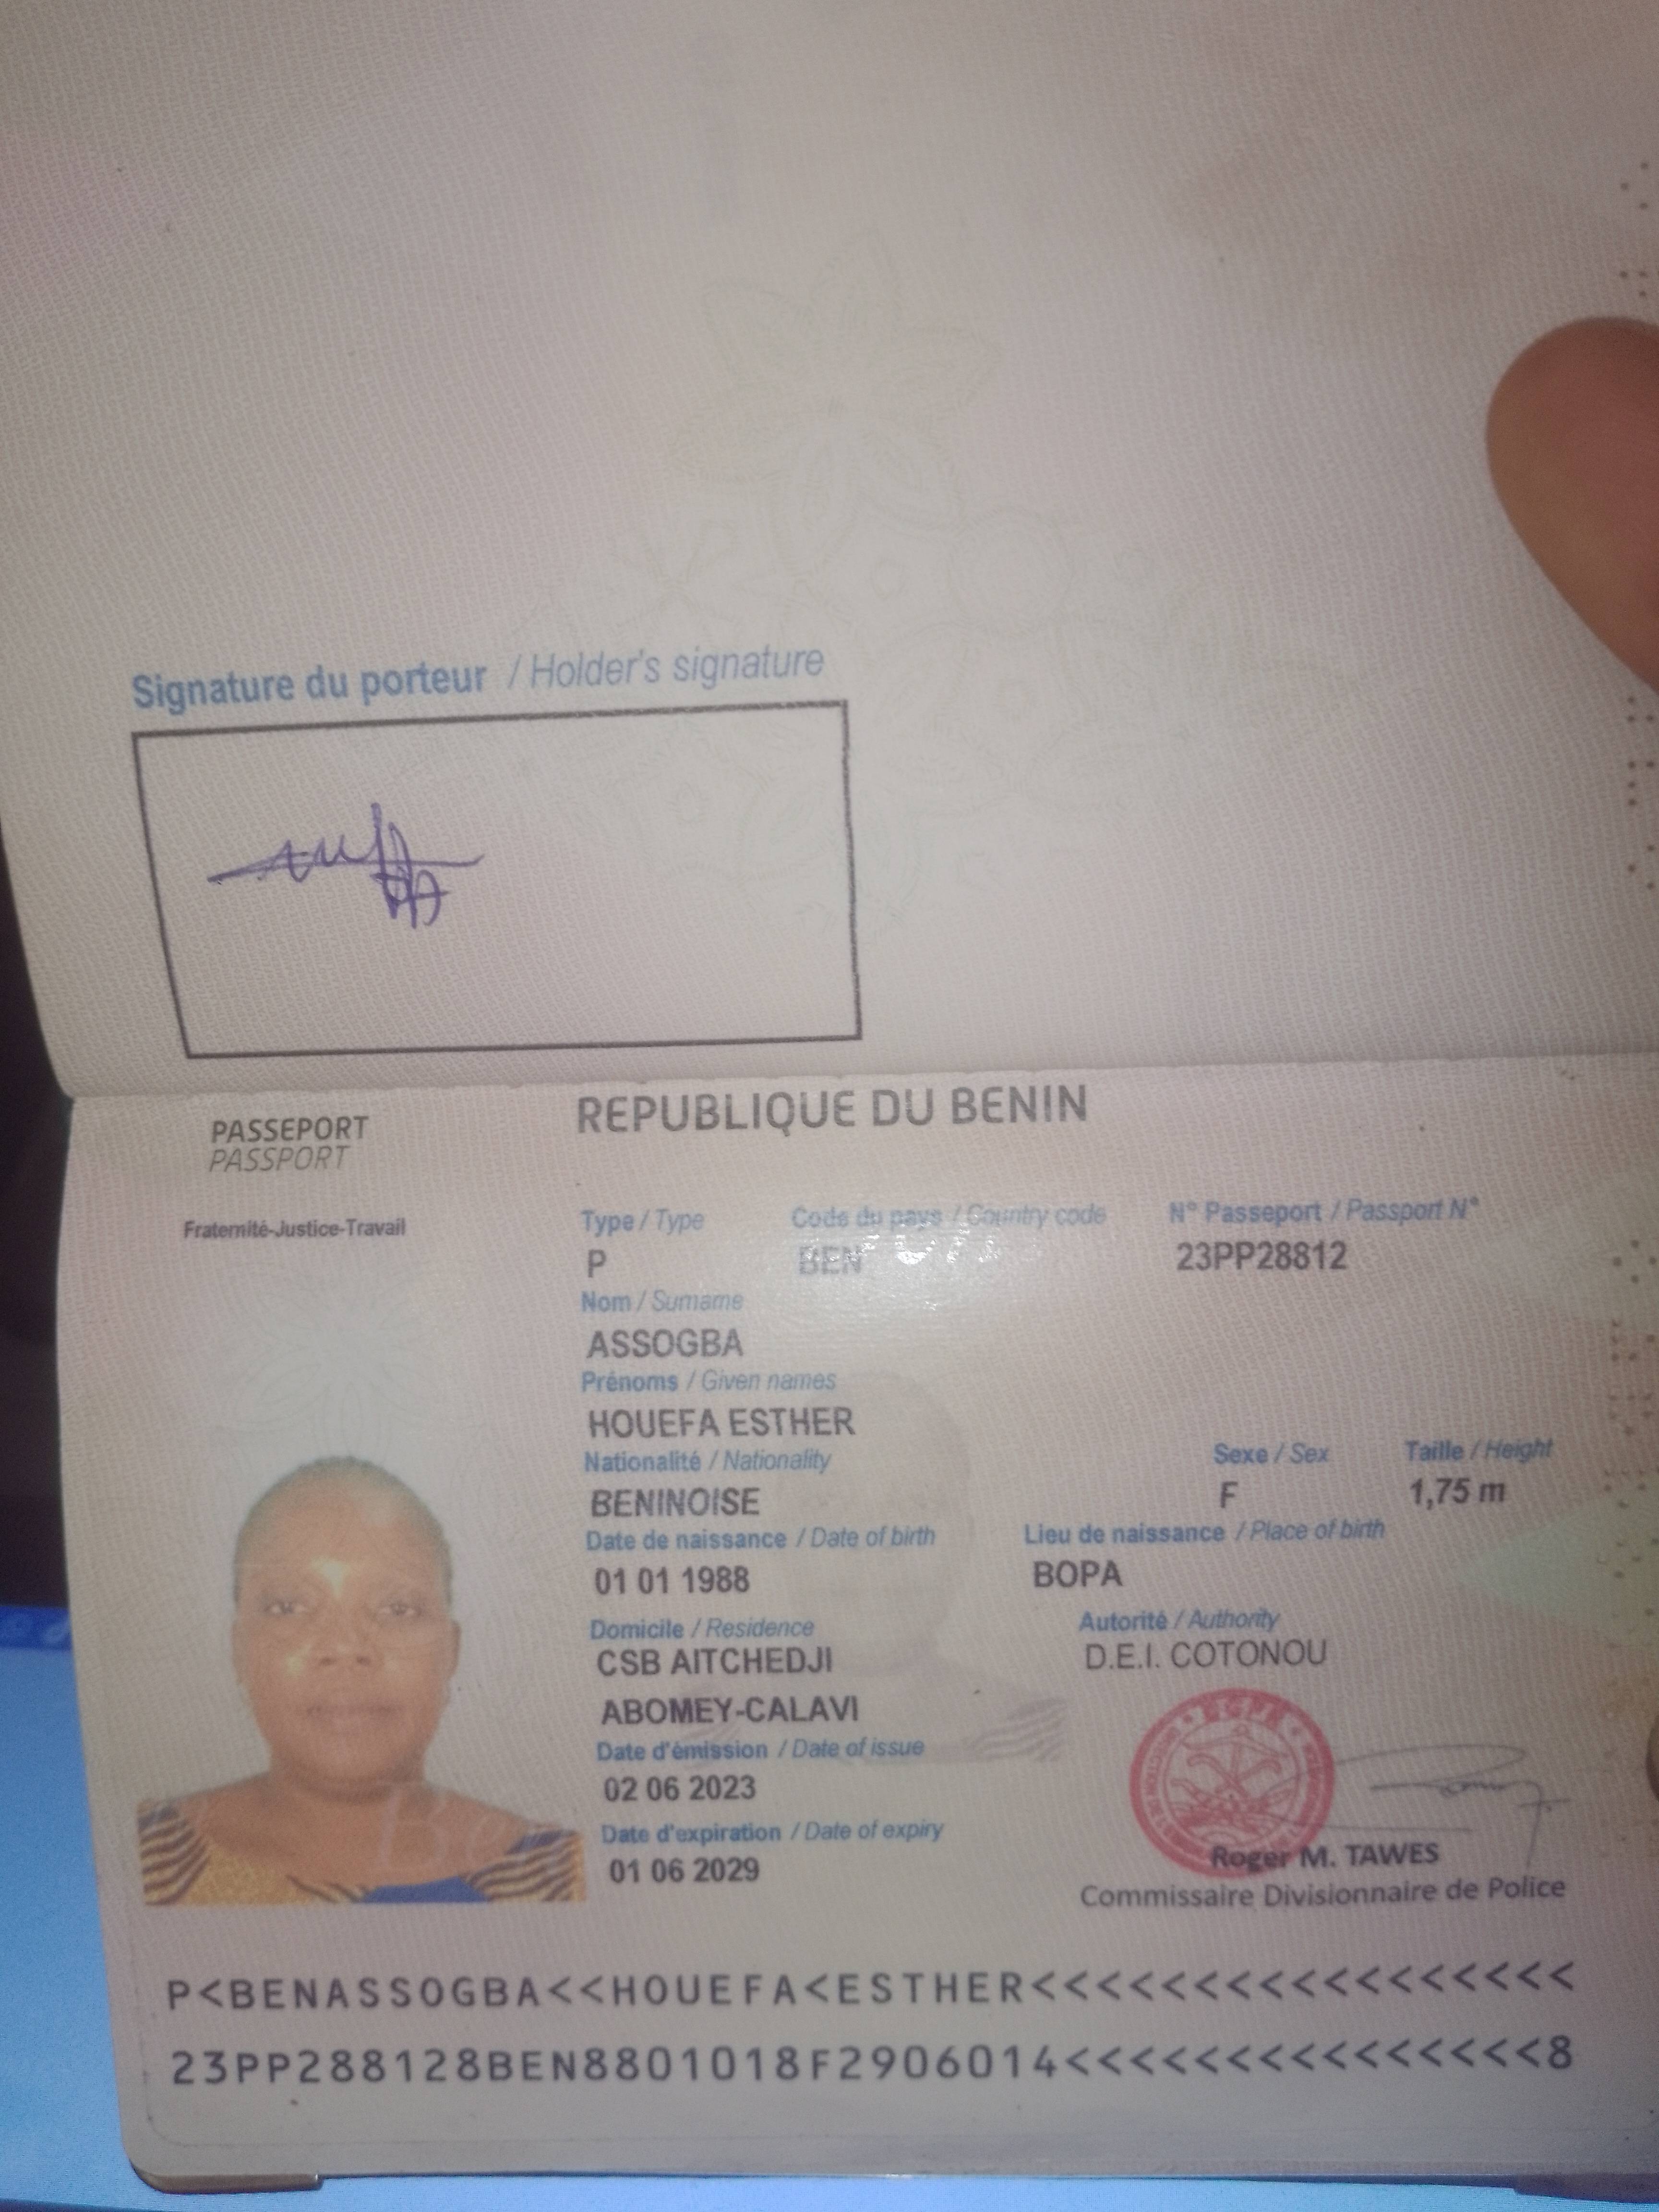 Signature du porteur / Holder's signature
PASSEPORT
PASSPORT
REPUBLIQUE DU BENIN
Fraternité-Justice-Travail
Type / Type
Code du pays / Country code
N° Passeport / Passport N°
P
BEN
23PP28812
Nom / Surname
ASSOGBA
Prénoms / Given names
HOUEFA ESTHER
Nationalité / Nationality
Sexe / Sex
Taille / Height
BENINOISE
F
1,75 m
Date de naissance / Date of birth
Lieu de naissance / Place of birth
01 01 1988
BOPA
Domicile / Residence
Autorité / Authority
CSB AITCHEDJI
D.E.I. COTONOU
ABOMEY-CALAVI
Date d'émission / Date of issue
02 06 2023
Date d'expiration / Date of expiry
01 06 2029
Roger M. TAWES
Commissaire Divisionnaire de Police
P<BENASSOGBA<<HOUEFA<ESTHER<<<<<<<<<<<<<<<<<
23PP288128BEN8801018F2906014<<<<<<<<<<<<<<<8